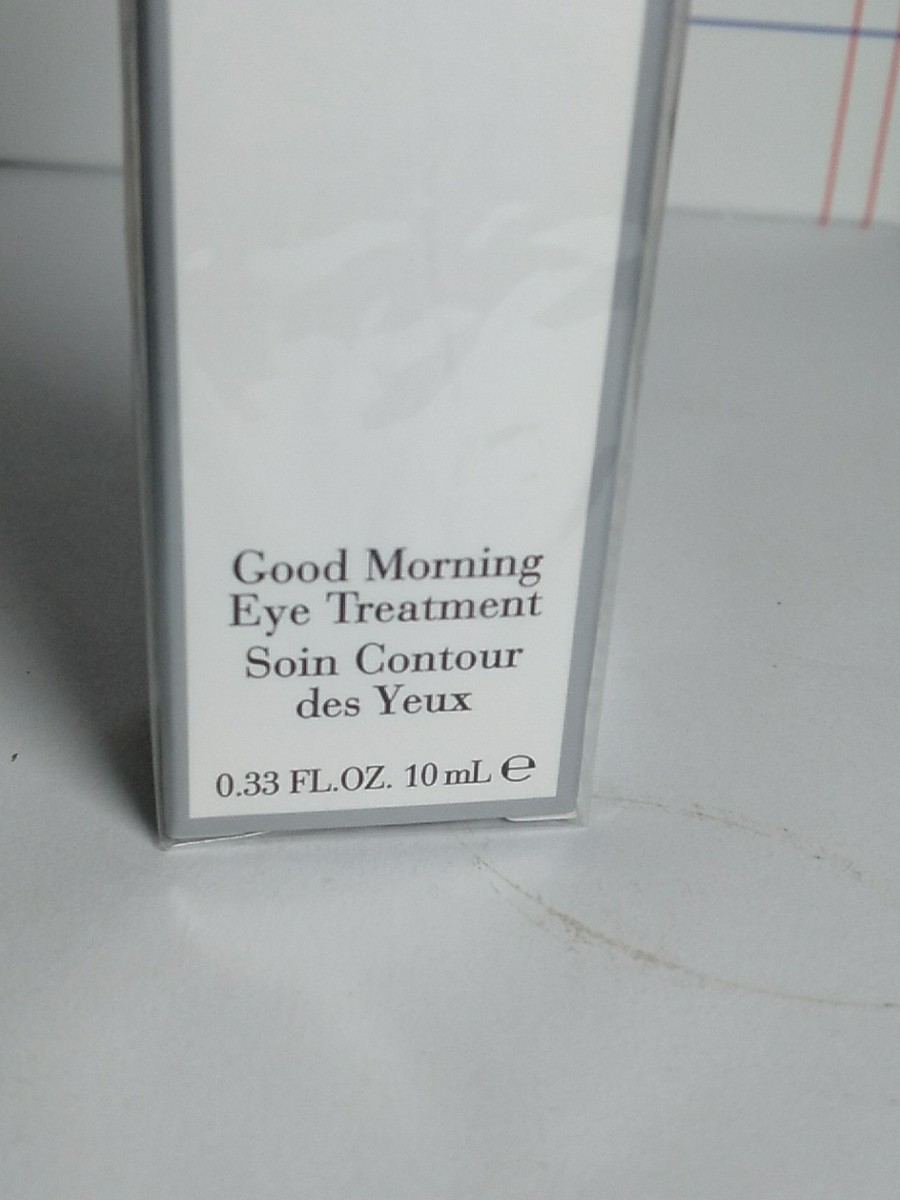 Good Morning
Eye Treatment
Soin Contour
des Yeux
0.33 FL.OZ. 10 mL ℮